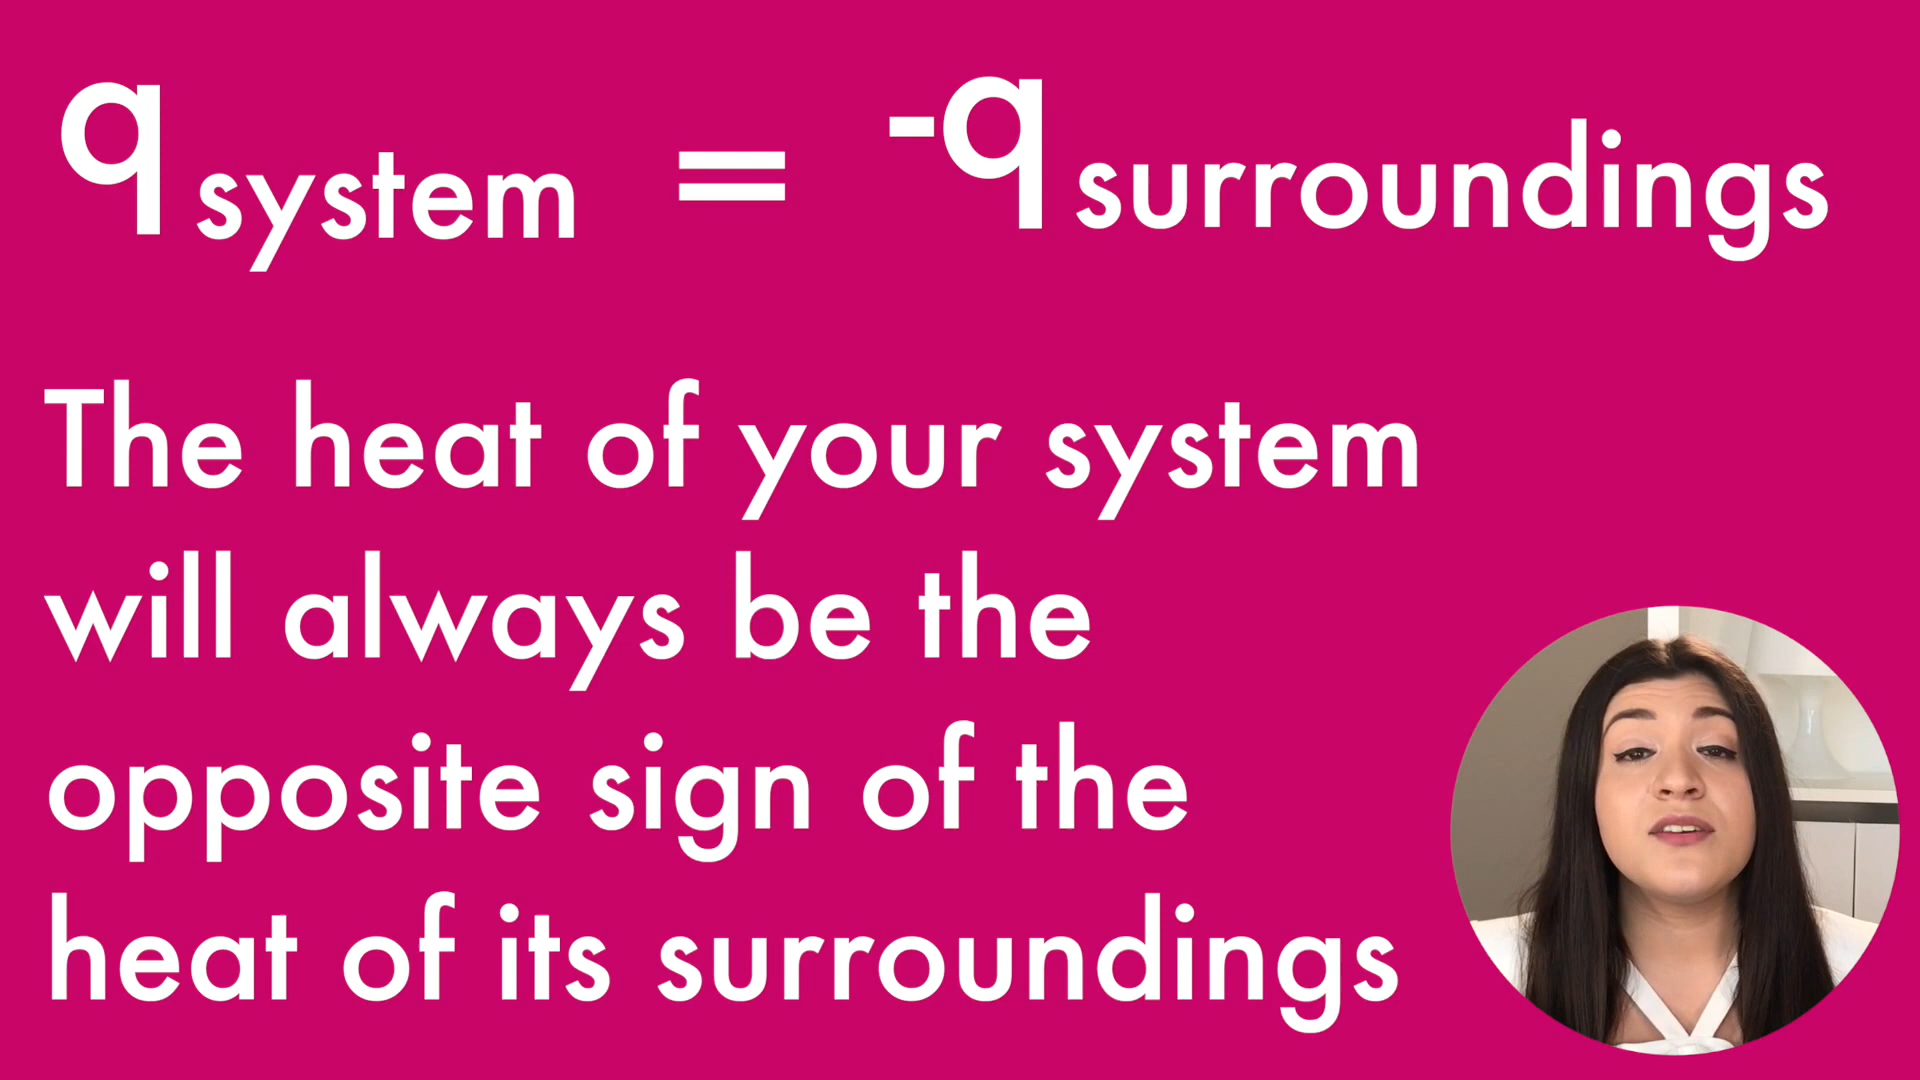 q system = -q surroundings
The heat of your system
will always be the
opposite sign of the
heat of its surroundings